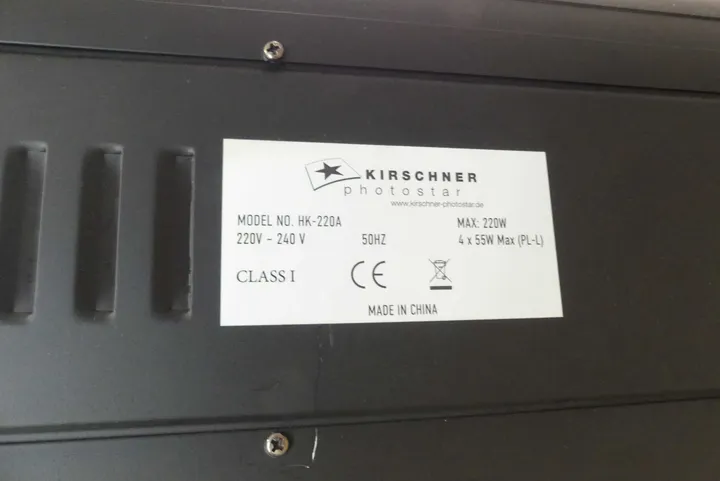 KIRSCHNER
photostar
www.kirschner-photostar.de
MODEL NO. HK-220A MAX: 220W
220V - 240 V 50HZ 4 x 55W Max (PL-L)
CLASS I CE
MADE IN CHINA